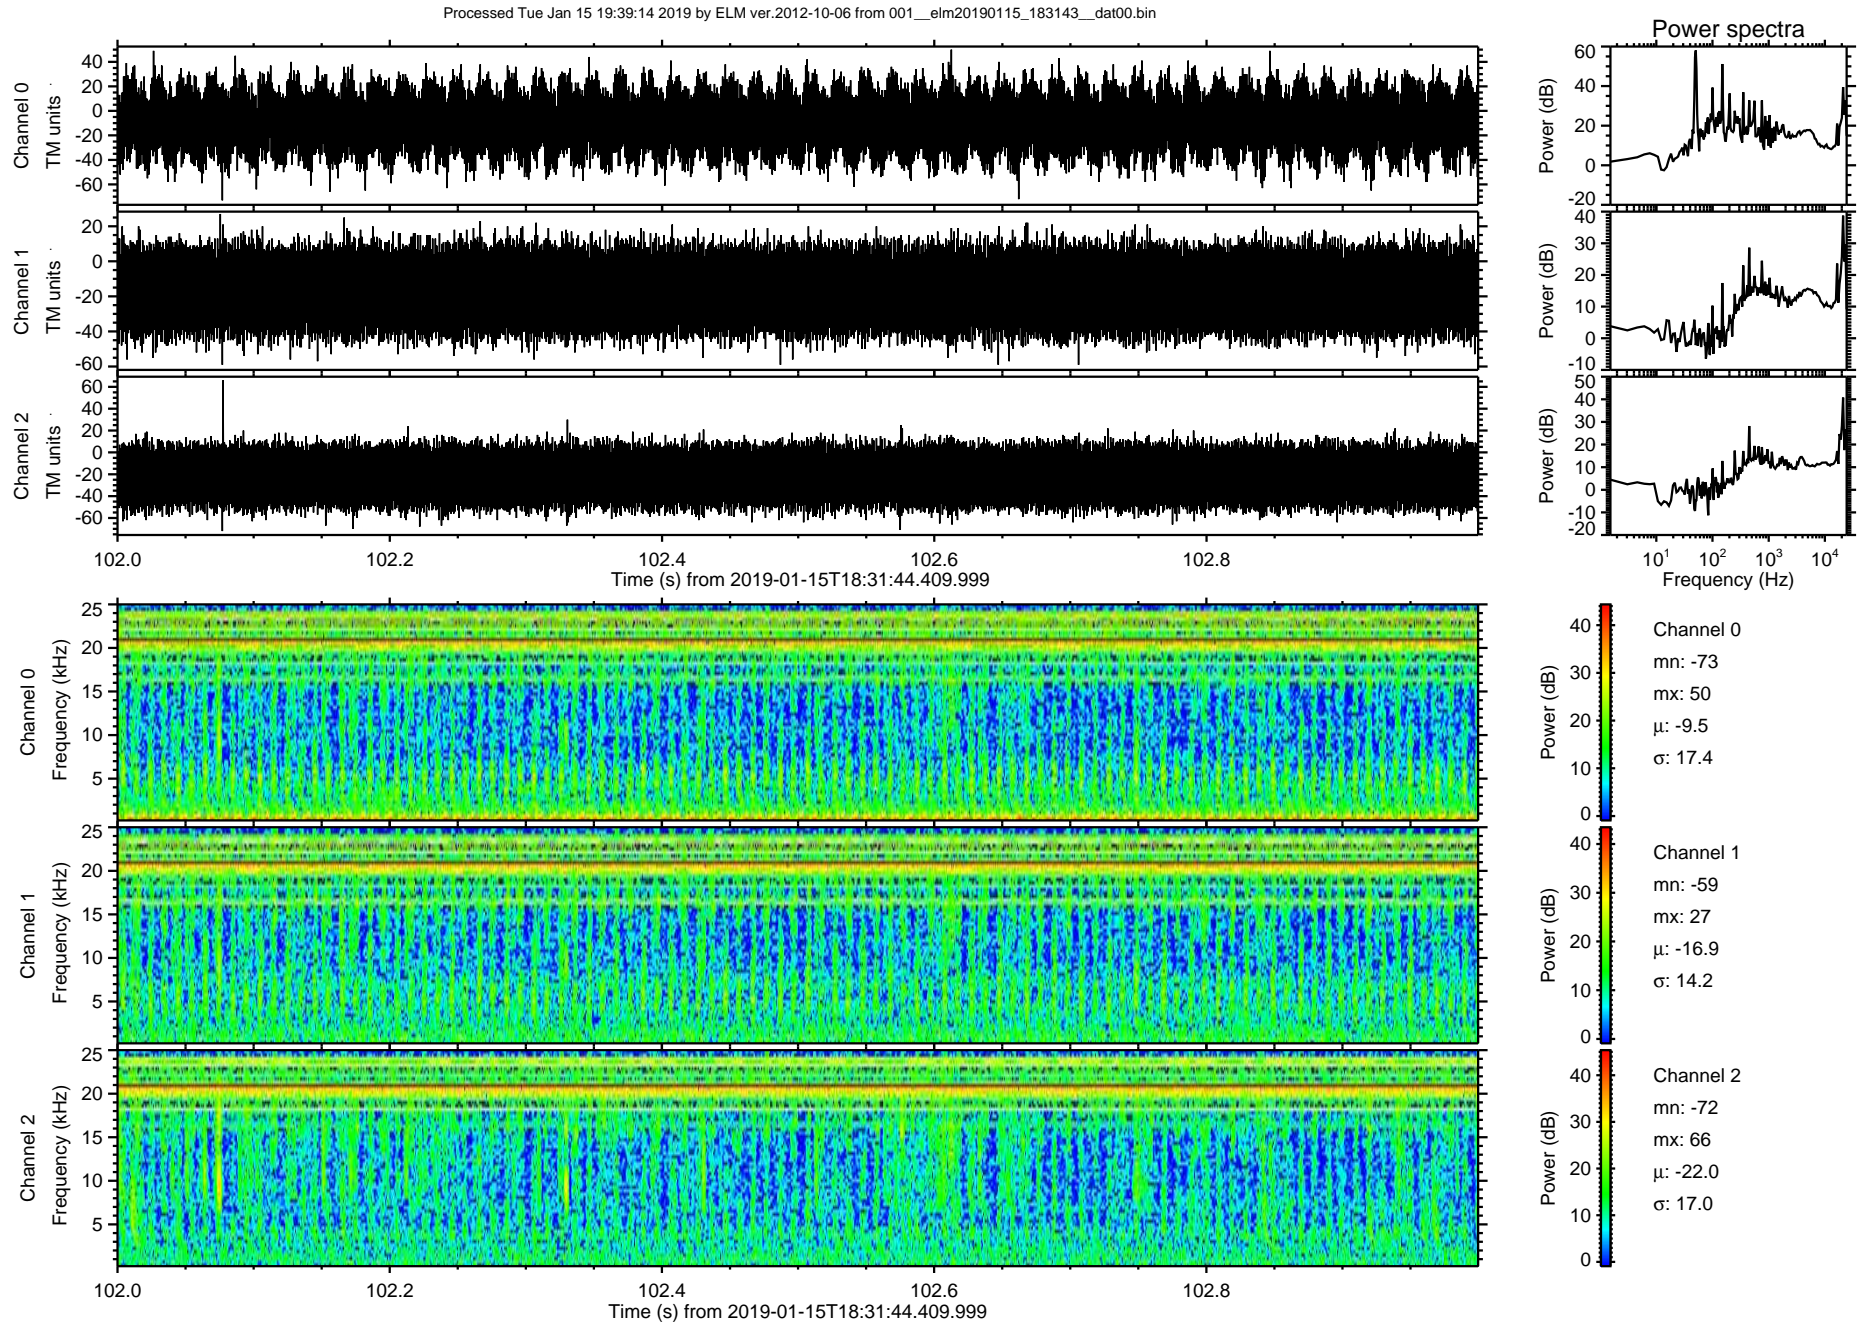 Processed Tue Jan 15 19:39:14 2019 by ELM ver.2012-10-06 from 001__elm20190115_183143__dat00.bin
Power spectra
Channel 0
TM units
40
20
0
-20
-40
-60
Power (dB)
60
40
20
0
-20
Channel 1
TM units
20
0
-20
-40
-60
Power (dB)
40
30
20
10
0
-10
Channel 2
TM units
60
40
20
0
-20
-40
-60
Power (dB)
50
40
30
20
10
0
-10
-20
102.0 102.2 102.4 102.6 102.8
Time (s) from 2019-01-15T18:31:44.409.999
10^1 10^2 10^3 10^4
Frequency (Hz)
Channel 0
Frequency (kHz)
25
20
15
10
5
Power (dB)
40
30
20
10
0
Channel 0
mn: -73
mx: 50
μ: -9.5
σ: 17.4
Channel 1
Frequency (kHz)
25
20
15
10
5
Power (dB)
40
30
20
10
0
Channel 1
mn: -59
mx: 27
μ: -16.9
σ: 14.2
Channel 2
Frequency (kHz)
25
20
15
10
5
Power (dB)
40
30
20
10
0
Channel 2
mn: -72
mx: 66
μ: -22.0
σ: 17.0
102.0 102.2 102.4 102.6 102.8
Time (s) from 2019-01-15T18:31:44.409.999